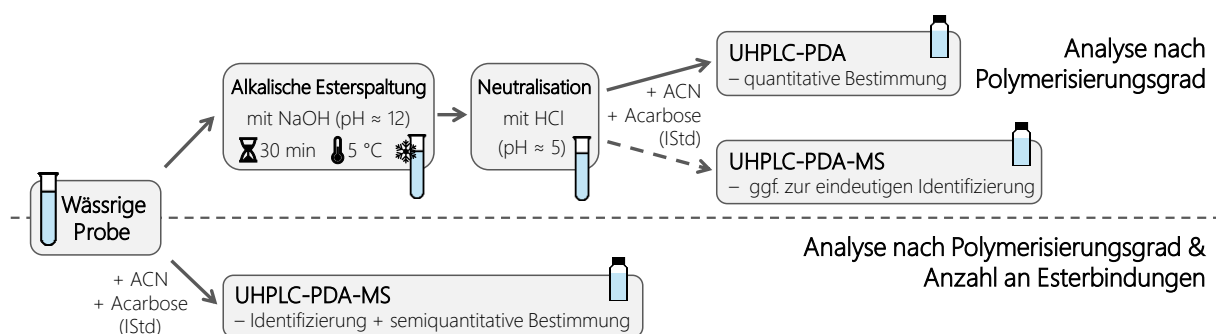 Wässrige
Probe
Alkalische Esterspaltung
mit NaOH (pH ≈ 12)
30 min 5 °C
Neutralisation
mit HCl
(pH ≈ 5)
+ ACN
+ Acarbose
(IStd)
UHPLC-PDA
– quantitative Bestimmung
UHPLC-PDA-MS
– ggf. zur eindeutigen Identifizierung
Analyse nach
Polymerisierungsgrad
Analyse nach Polymerisierungsgrad &
Anzahl an Esterbindungen
+ ACN
+ Acarbose
(IStd)
UHPLC-PDA-MS
– Identifizierung + semiquantitative Bestimmung